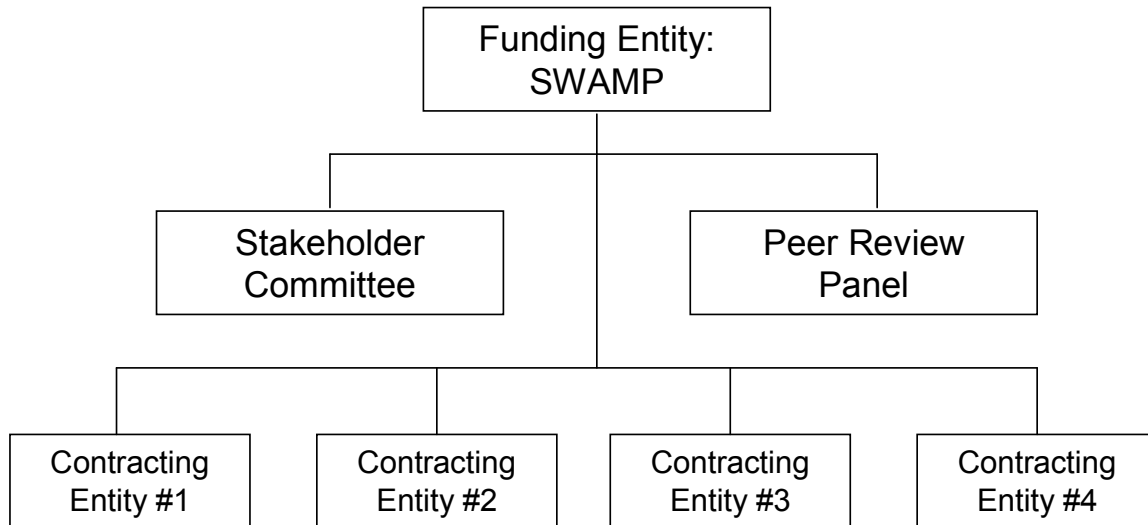 Funding Entity:
SWAMP
Stakeholder
Committee
Peer Review
Panel
Contracting
Entity #1
Contracting
Entity #2
Contracting
Entity #3
Contracting
Entity #4